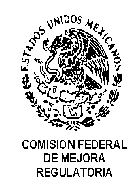 ESTADOS UNIDOS MEXICANOS
COMISION FEDERAL
DE MEJORA
REGULATORIA